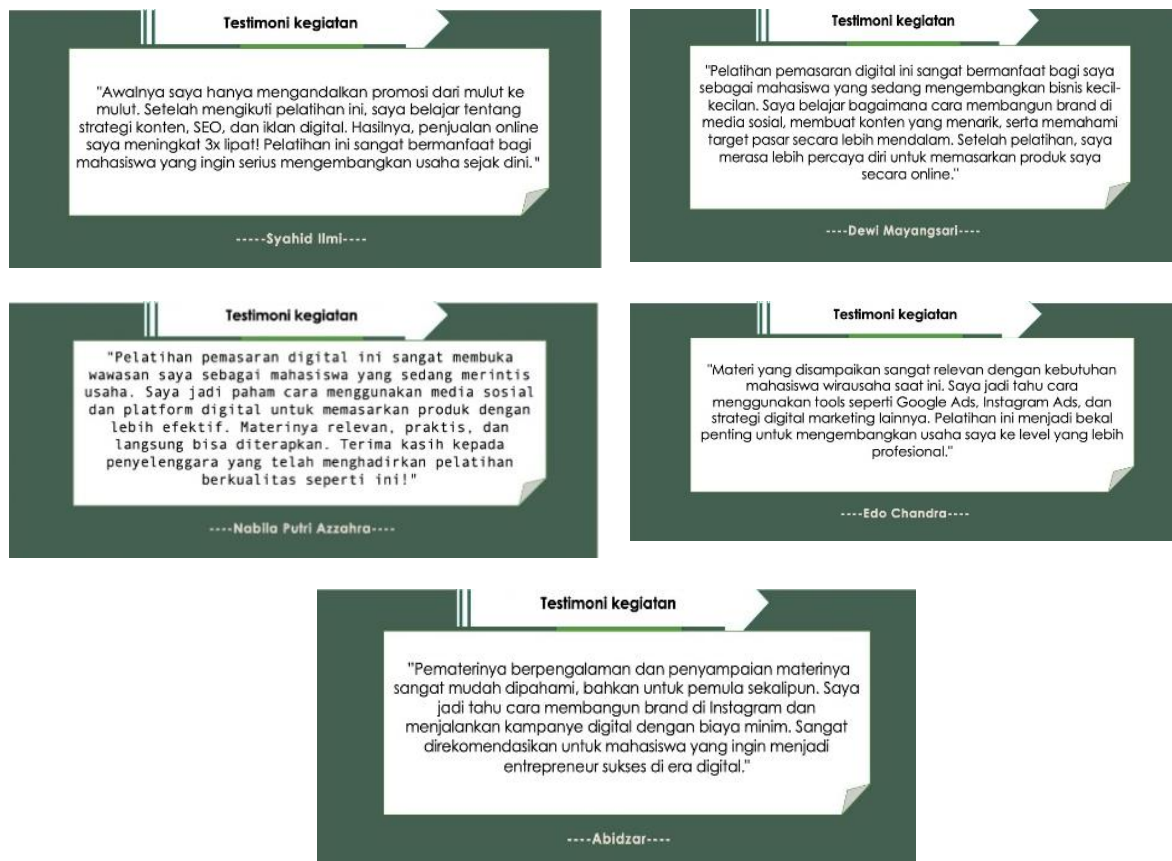 Testimoni kegiatan
"Awalnya saya hanya mengandalkan promosi dari mulut ke
mulut. Setelah mengikuti pelatihan ini, saya belajar tentang
strategi konten, SEO, dan iklan digital. Hasilnya, penjualan online
saya meningkat 3x lipat! Pelatihan ini sangat bermanfaat bagi
mahasiswa yang ingin serius mengembangkan usaha sejak dini."
-----Syahid Ilmi----
Testimoni kegiatan
"Pelatihan pemasaran digital ini sangat bermanfaat bagi saya
sebagai mahasiswa yang sedang mengembangkan bisnis kecil-
kecilan. Saya belajar bagaimana cara membangun brand di
media sosial, membuat konten yang menarik, serta memahami
target pasar secara lebih mendalam. Setelah pelatihan, saya
merasa lebih percaya diri untuk memasarkan produk saya
secara online."
----Dewi Mayangsari----
Testimoni kegiatan
"Pelatihan pemasaran digital ini sangat membuka
wawasan saya sebagai mahasiswa yang sedang merintis
usaha. Saya jadi paham cara menggunakan media sosial
dan platform digital untuk memasarkan produk dengan
lebih efektif. Materinya relevan, praktis, dan
langsung bisa diterapkan. Terima kasih kepada
penyelenggara yang telah menghadirkan pelatihan
berkualitas seperti ini!"
----Nabila Putri Azzahra----
Testimoni kegiatan
"Materi yang disampaikan sangat relevan dengan kebutuhan
mahasiswa wirausaha saat ini. Saya jadi tahu cara
menggunakan tools seperti Google Ads, Instagram Ads, dan
strategi digital marketing lainnya. Pelatihan ini menjadi bekal
penting untuk mengembangkan usaha saya ke level yang lebih
profesional."
----Edo Chandra----
Testimoni kegiatan
"Pematerinya berpengalaman dan penyampaian materinya
sangat mudah dipahami, bahkan untuk pemula sekalipun. Saya
jadi tahu cara membangun brand di Instagram dan
menjalankan kampanye digital dengan biaya minim. Sangat
direkomendasikan untuk mahasiswa yang ingin menjadi
entrepreneur sukses di era digital."
----Abidzar----